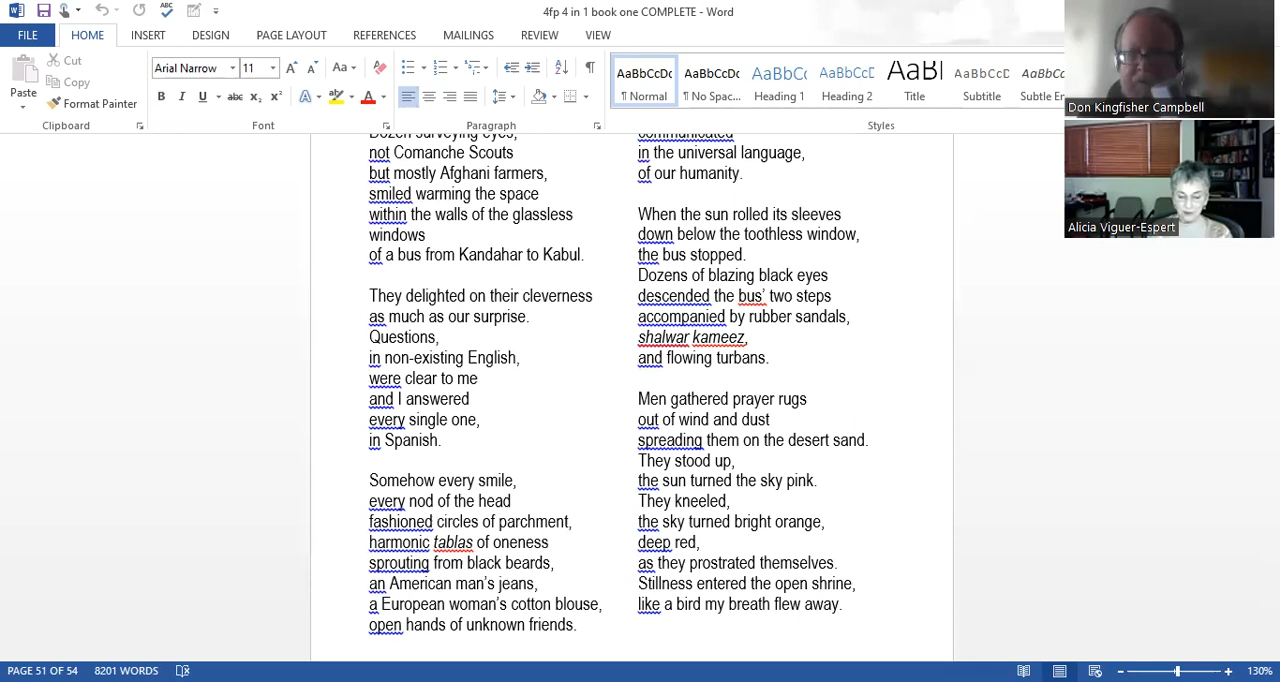 4fp 4 in 1 book one COMPLETE - Word
FILE
HOME
INSERT
DESIGN
PAGE LAYOUT
REFERENCES
MAILINGS
REVIEW
VIEW
Paste
Cut
Copy
Format Painter
Clipboard
Arial Narrow
11
Font
Paragraph
AaBbCcDc
¶ Normal
AaBbCcDc
¶ No Spac...
AaBbCc
Heading 1
AaBbCcD
Heading 2
AaBl
Title
AaBbCcD
Subtitle
AaBbCcD
Subtle Em
Styles
Don Kingfisher Campbell
Alicia Viguer-Espert
Dozen surveying eyes,
not Comanche Scouts
but mostly Afghani farmers,
smiled warming the space
within the walls of the glassless
windows
of a bus from Kandahar to Kabul.
They delighted on their cleverness
as much as our surprise.
Questions,
in non-existing English,
were clear to me
and I answered
every single one,
in Spanish.
Somehow every smile,
every nod of the head
fashioned circles of parchment,
harmonic tablas of oneness
sprouting from black beards,
an American man's jeans,
a European woman's cotton blouse,
open hands of unknown friends.
communicated
in the universal language,
of our humanity.
When the sun rolled its sleeves
down below the toothless window,
the bus stopped.
Dozens of blazing black eyes
descended the bus' two steps
accompanied by rubber sandals,
shalwar kameez,
and flowing turbans.
Men gathered prayer rugs
out of wind and dust
spreading them on the desert sand.
They stood up,
the sun turned the sky pink.
They kneeled,
the sky turned bright orange,
deep red,
as they prostrated themselves.
Stillness entered the open shrine,
like a bird my breath flew away.
PAGE 51 OF 54
8201 WORDS
130%